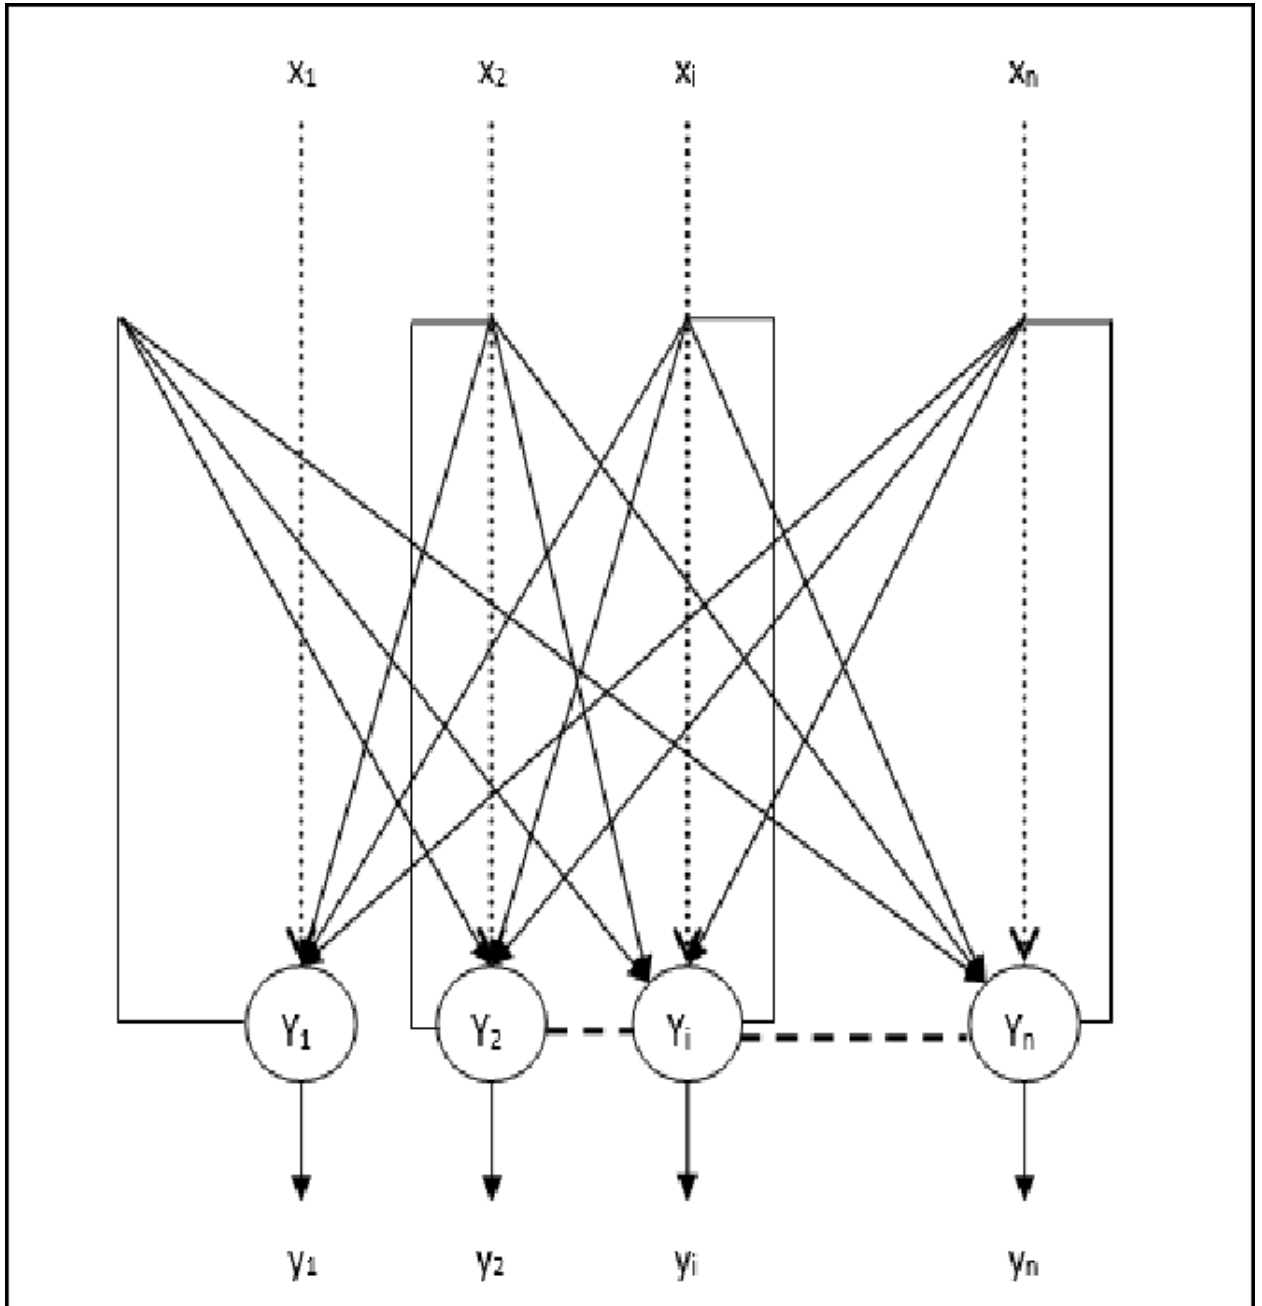 x₁ x₂ xᵢ xₙ
Y₁ Y₂ Yᵢ Yₙ
y₁ y₂ yᵢ yₙ